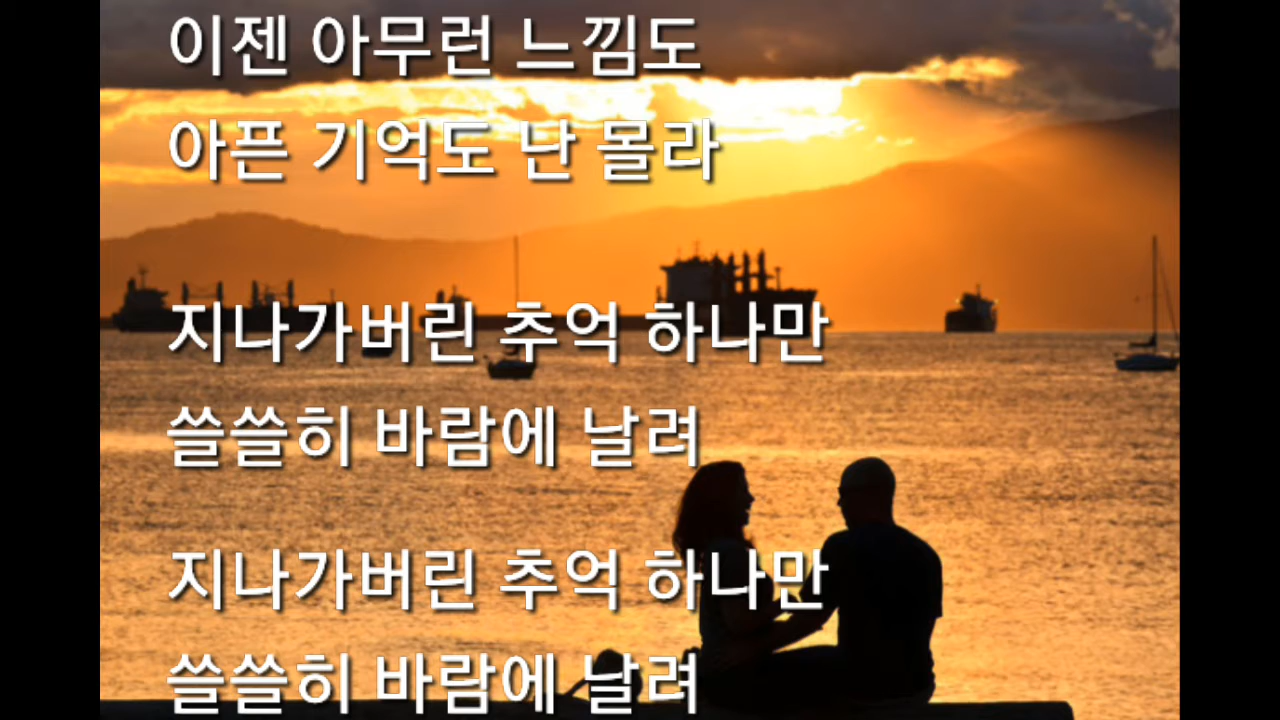 이젠 아무런 느낌도
아픈 기억도 난 몰라
지나가버린 추억 하나만
쓸쓸히 바람에 날려
지나가버린 추억 하나만
쓸쓸히 바람에 날려